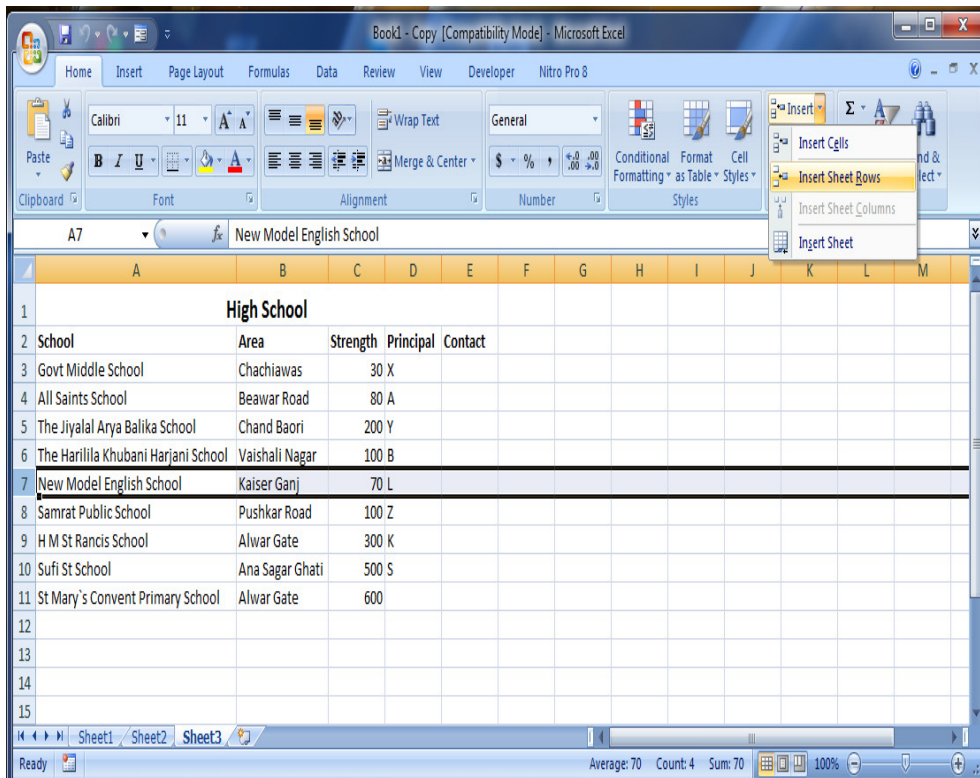 Book1 - Copy [Compatibility Mode] - Microsoft Excel
Home Insert Page Layout Formulas Data Review View Developer Nitro Pro 8
Calibri 11 A A Wrap Text General Insert Σ
Paste B I U A Merge & Center $ % , .0 .00 .00 .0 Conditional Formatting Format as Table Cell Styles
Clipboard Font Alignment Number Styles
Insert Cells
Insert Sheet Rows
Insert Sheet Columns
Insert Sheet
A7 fx New Model English School
A B C D E F G H I J K L M
1 High School
2 School Area Strength Principal Contact
3 Govt Middle School Chachiawas 30 X
4 All Saints School Beawar Road 80 A
5 The Jiyalal Arya Balika School Chand Baori 200 Y
6 The Harilila Khubani Harjani School Vaishali Nagar 100 B
7 New Model English School Kaiser Ganj 70 L
8 Samrat Public School Pushkar Road 100 Z
9 H M St Rancis School Alwar Gate 300 K
10 Sufi St School Ana Sagar Ghati 500 S
11 St Mary`s Convent Primary School Alwar Gate 600
12
13
14
15
Sheet1 Sheet2 Sheet3
Ready Average: 70 Count: 4 Sum: 70 100%